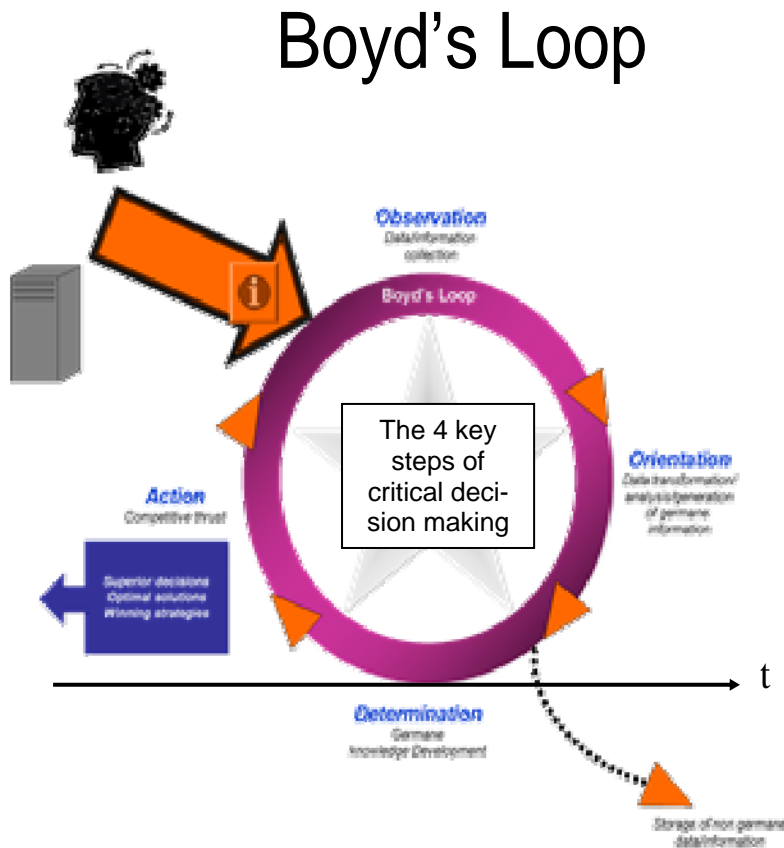 Boyd's Loop
Observation
Data/information
collection
Boyd's Loop
The 4 key
steps of
critical deci-
sion making
Orientation
Data transformation/
analysis/generation
of germane
information
Action
Competitive thrust
Superior decisions
Optimal solutions
Winning strategies
t
Determination
Germane
knowledge Development
Storage of non germane
data/information
i